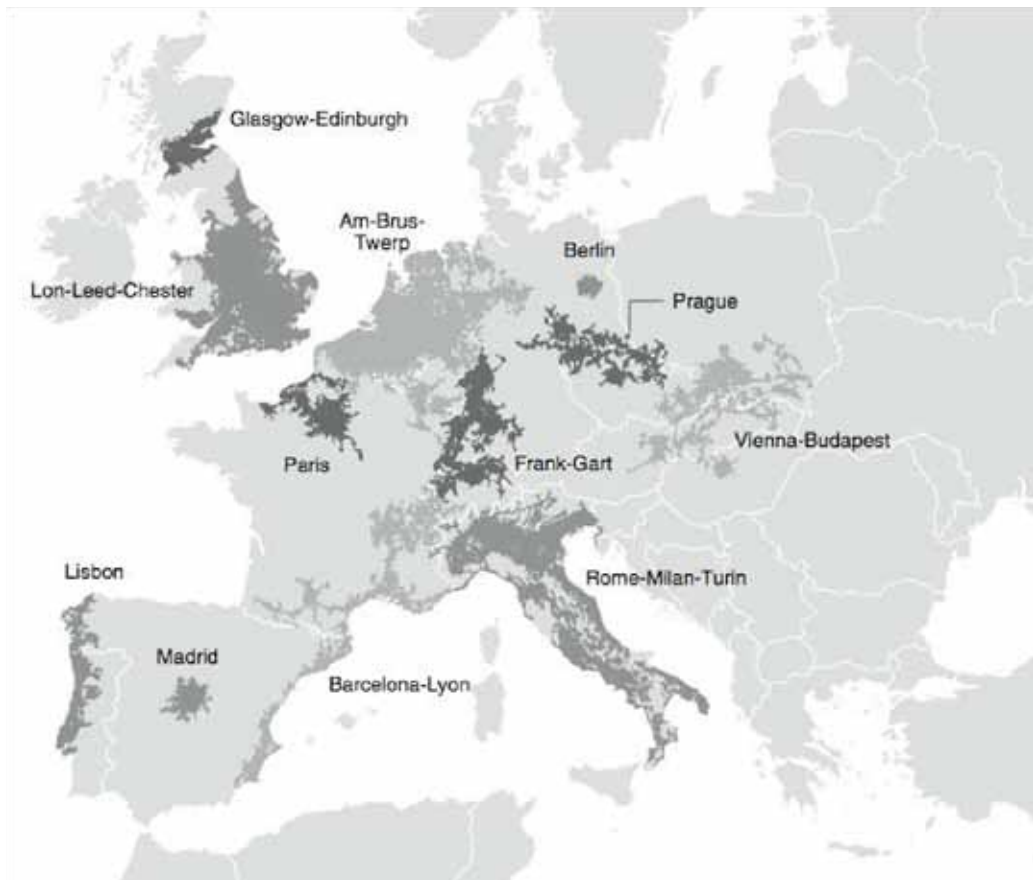 Glasgow-Edinburgh
Am-Brus-
Twerp
Berlin
Lon-Leed-Chester
Prague
Vienna-Budapest
Paris
Frank-Gart
Lisbon
Rome-Milan-Turin
Madrid
Barcelona-Lyon